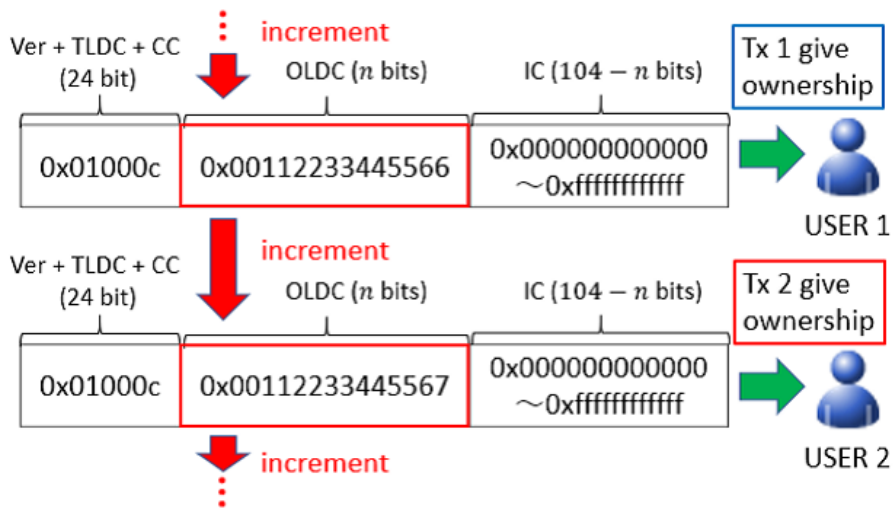 increment
Ver + TLDC + CC
(24 bit)
OLDC (n bits)
IC (104 − n bits)
Tx 1 give
ownership
0x01000c
0x00112233445566
0x000000000000
～0xffffffffffff
USER 1
increment
Ver + TLDC + CC
(24 bit)
OLDC (n bits)
IC (104 − n bits)
Tx 2 give
ownership
0x01000c
0x00112233445567
0x000000000000
～0xffffffffffff
USER 2
increment